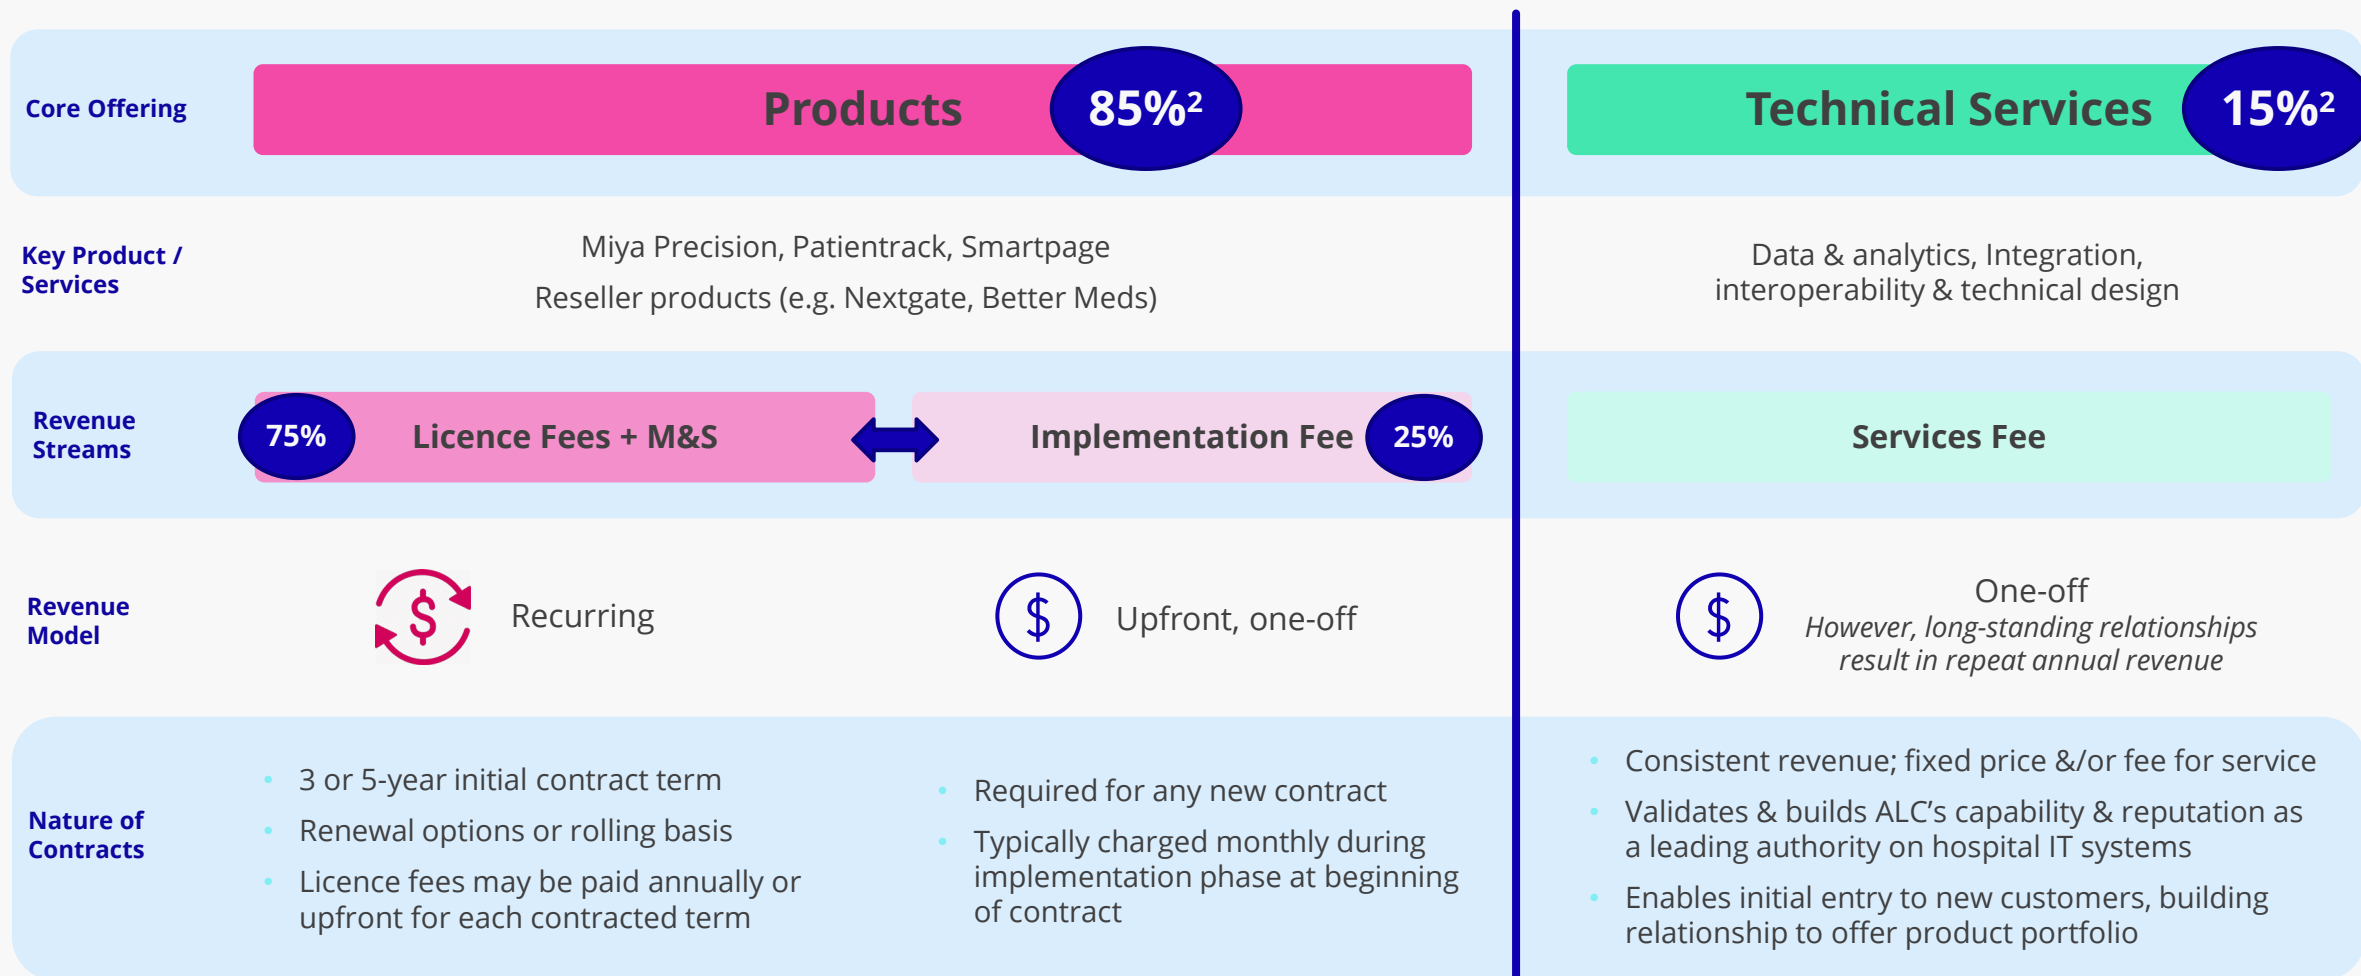 Core Offering
Products
85%²
Technical Services
15%²
Key Product /
Services
Miya Precision, Patientrack, Smartpage
Reseller products (e.g. Nextgate, Better Meds)
Data & analytics, Integration,
interoperability & technical design
Revenue
Streams
75%
Licence Fees + M&S
Implementation Fee
25%
Services Fee
Revenue
Model
$
Recurring
$
Upfront, one-off
$
One-off
However, long-standing relationships
result in repeat annual revenue
Nature of
Contracts
• 3 or 5-year initial contract term
• Renewal options or rolling basis
• Licence fees may be paid annually or
upfront for each contracted term
• Required for any new contract
• Typically charged monthly during
implementation phase at beginning
of contract
• Consistent revenue; fixed price &/or fee for service
• Validates & builds ALC’s capability & reputation as
a leading authority on hospital IT systems
• Enables initial entry to new customers, building
relationship to offer product portfolio